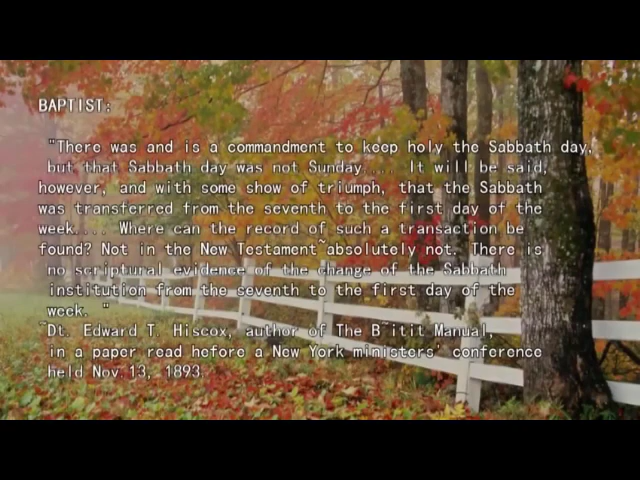 BAPTIST:
"There was and is a commandment to keep holy the Sabbath day,
but that Sabbath day was not Sunday.... It will be said,
however, and with some show of triumph, that the Sabbath
was transferred from the seventh to the first day of the
week.... Where can the record of such a transaction be
found? Not in the New Testament~absolutely not. There is
no scriptural evidence of the change of the Sabbath
institution from the seventh to the first day of the
week. "
~Dt. Edward T. Hiscox, author of The B~itit Manual,
in a paper read hefore a New York ministers' conference
held Nov.13, 1893